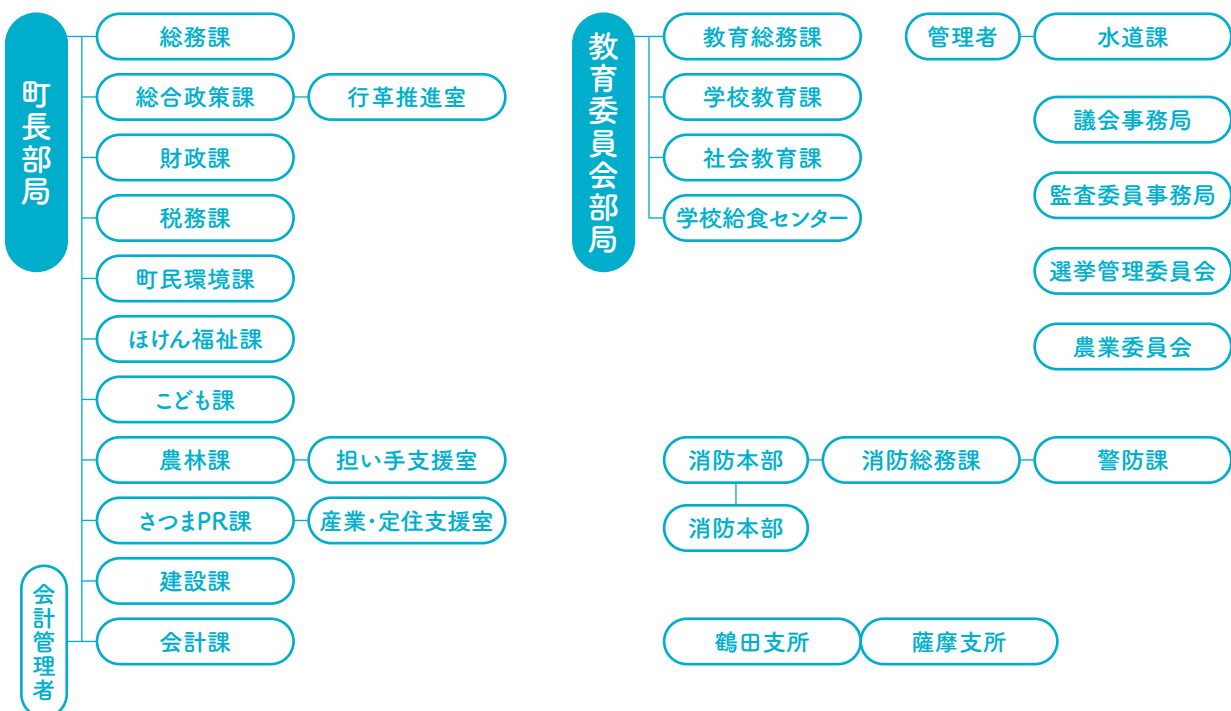 町長部局
総務課
総合政策課
行革推進室
財政課
税務課
町民環境課
ほけん福祉課
こども課
農林課
担い手支援室
さつまPR課
産業・定住支援室
建設課
会計管理者
会計課
教育委員会部局
教育総務課
学校教育課
社会教育課
学校給食センター
管理者
水道課
議会事務局
監査委員事務局
選挙管理委員会
農業委員会
消防本部
消防総務課
警防課
消防本部
鶴田支所
薩摩支所